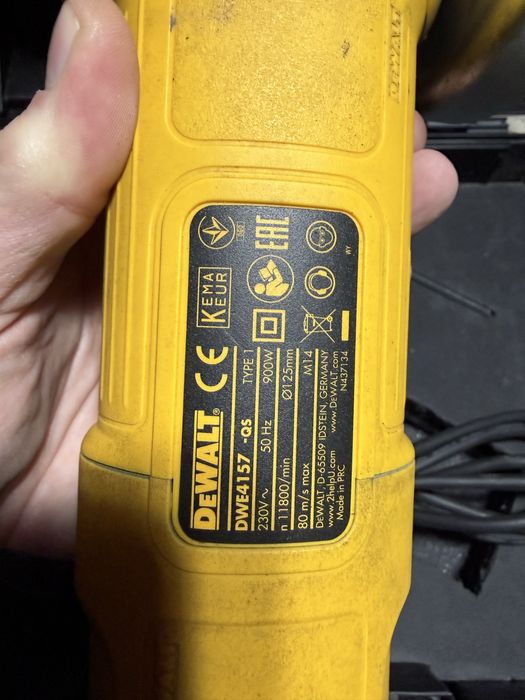 DEWALT® CE
KEMA
KEUR
EAC
DWE4157 -QS TYPE 1
230V~ 50 Hz 900W
n 11800/min Ø125mm
80 m/s max M14
DEWALT, D-65509 IDSTEIN, GERMANY
www.2helpU.com www.DEWALT.com
Made in PRC N437134
WY